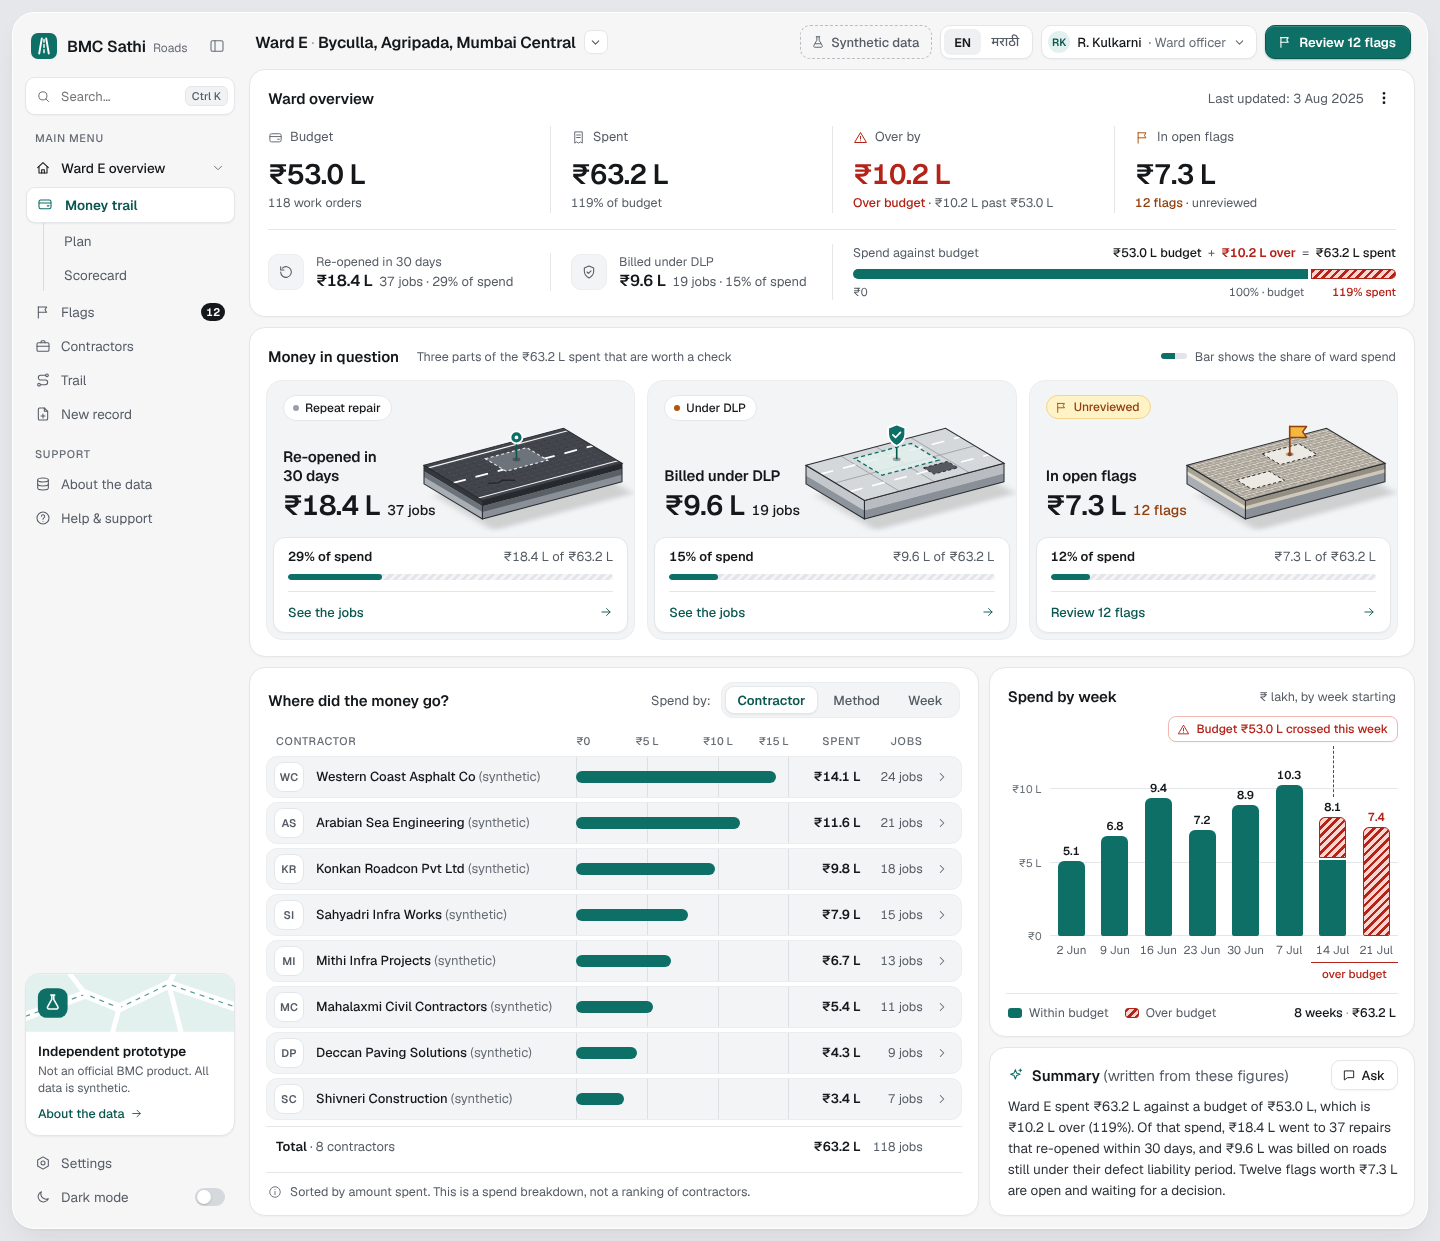 BMC Sathi Roads
Search...
Ctrl K
MAIN MENU
Ward E overview
Money trail
Plan
Scorecard
Flags
12
Contractors
Trail
New record
SUPPORT
About the data
Help & support
Independent prototype
Not an official BMC product. All
data is synthetic.
About the data →
Settings
Dark mode
Ward E · Byculla, Agripada, Mumbai Central
Synthetic data
EN
मराठी
RK R. Kulkarni · Ward officer
Review 12 flags
Ward overview
Last updated: 3 Aug 2025
Budget
₹53.0 L
118 work orders
Spent
₹63.2 L
119% of budget
Over by
₹10.2 L
Over budget · ₹10.2 L past ₹53.0 L
In open flags
₹7.3 L
12 flags · unreviewed
Re-opened in 30 days
₹18.4 L 37 jobs · 29% of spend
Billed under DLP
₹9.6 L 19 jobs · 15% of spend
Spend against budget
₹53.0 L budget + ₹10.2 L over = ₹63.2 L spent
₹0
100% · budget
119% spent
Money in question
Three parts of the ₹63.2 L spent that are worth a check
Bar shows the share of ward spend
Repeat repair
Re-opened in
30 days
₹18.4 L 37 jobs
29% of spend
₹18.4 L of ₹63.2 L
See the jobs →
Under DLP
Billed under DLP
₹9.6 L 19 jobs
15% of spend
₹9.6 L of ₹63.2 L
See the jobs →
Unreviewed
In open flags
₹7.3 L 12 flags
12% of spend
₹7.3 L of ₹63.2 L
Review 12 flags →
Where did the money go?
Spend by:
Contractor
Method
Week
CONTRACTOR ₹0 ₹5 L ₹10 L ₹15 L SPENT JOBS
WC Western Coast Asphalt Co (synthetic) ₹14.1 L 24 jobs
AS Arabian Sea Engineering (synthetic) ₹11.6 L 21 jobs
KR Konkan Roadcon Pvt Ltd (synthetic) ₹9.8 L 18 jobs
SI Sahyadri Infra Works (synthetic) ₹7.9 L 15 jobs
MI Mithi Infra Projects (synthetic) ₹6.7 L 13 jobs
MC Mahalaxmi Civil Contractors (synthetic) ₹5.4 L 11 jobs
DP Deccan Paving Solutions (synthetic) ₹4.3 L 9 jobs
SC Shivneri Construction (synthetic) ₹3.4 L 7 jobs
Total · 8 contractors ₹63.2 L 118 jobs
Sorted by amount spent. This is a spend breakdown, not a ranking of contractors.
Spend by week
₹ lakh, by week starting
Budget ₹53.0 L crossed this week
₹10 L
₹5 L
₹0
5.1
6.8
9.4
7.2
8.9
10.3
8.1
7.4
2 Jun 9 Jun 16 Jun 23 Jun 30 Jun 7 Jul 14 Jul 21 Jul
over budget
Within budget
Over budget
8 weeks · ₹63.2 L
Summary (written from these figures)
Ask
Ward E spent ₹63.2 L against a budget of ₹53.0 L, which is
₹10.2 L over (119%). Of that spend, ₹18.4 L went to 37 repairs
that re-opened within 30 days, and ₹9.6 L was billed on roads
still under their defect liability period. Twelve flags worth ₹7.3 L
are open and waiting for a decision.